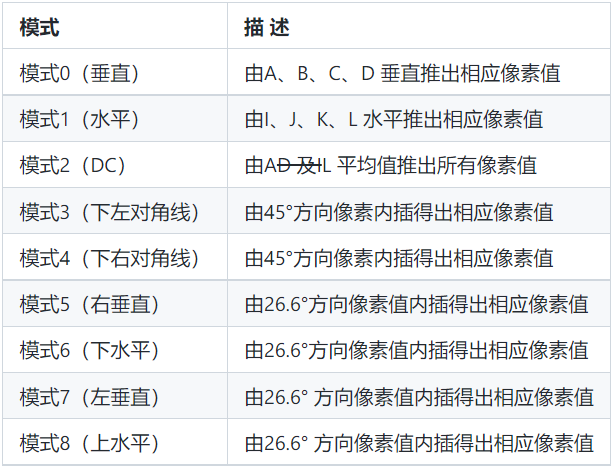 模式 描 述
模式0（垂直） 由A、B、C、D 垂直推出相应像素值
模式1（水平） 由I、J、K、L 水平推出相应像素值
模式2（DC） 由AD 及IL 平均值推出所有像素值
模式3（下左对角线） 由45°方向像素内插得出相应像素值
模式4（下右对角线） 由45°方向像素内插得出相应像素值
模式5（右垂直） 由26.6°方向像素值内插得出相应像素值
模式6（下水平） 由26.6°方向像素值内插得出相应像素值
模式7（左垂直） 由26.6° 方向像素值内插得出相应像素值
模式8（上水平） 由26.6° 方向像素值内插得出相应像素值